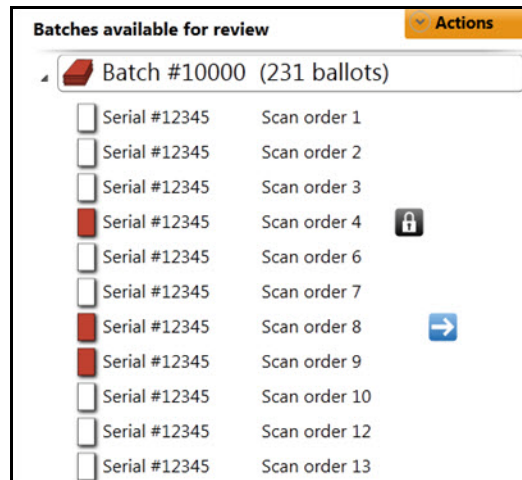 Batches available for review
Actions
Batch #10000 (231 ballots)
Serial #12345 Scan order 1
Serial #12345 Scan order 2
Serial #12345 Scan order 3
Serial #12345 Scan order 4
Serial #12345 Scan order 6
Serial #12345 Scan order 7
Serial #12345 Scan order 8
Serial #12345 Scan order 9
Serial #12345 Scan order 10
Serial #12345 Scan order 12
Serial #12345 Scan order 13